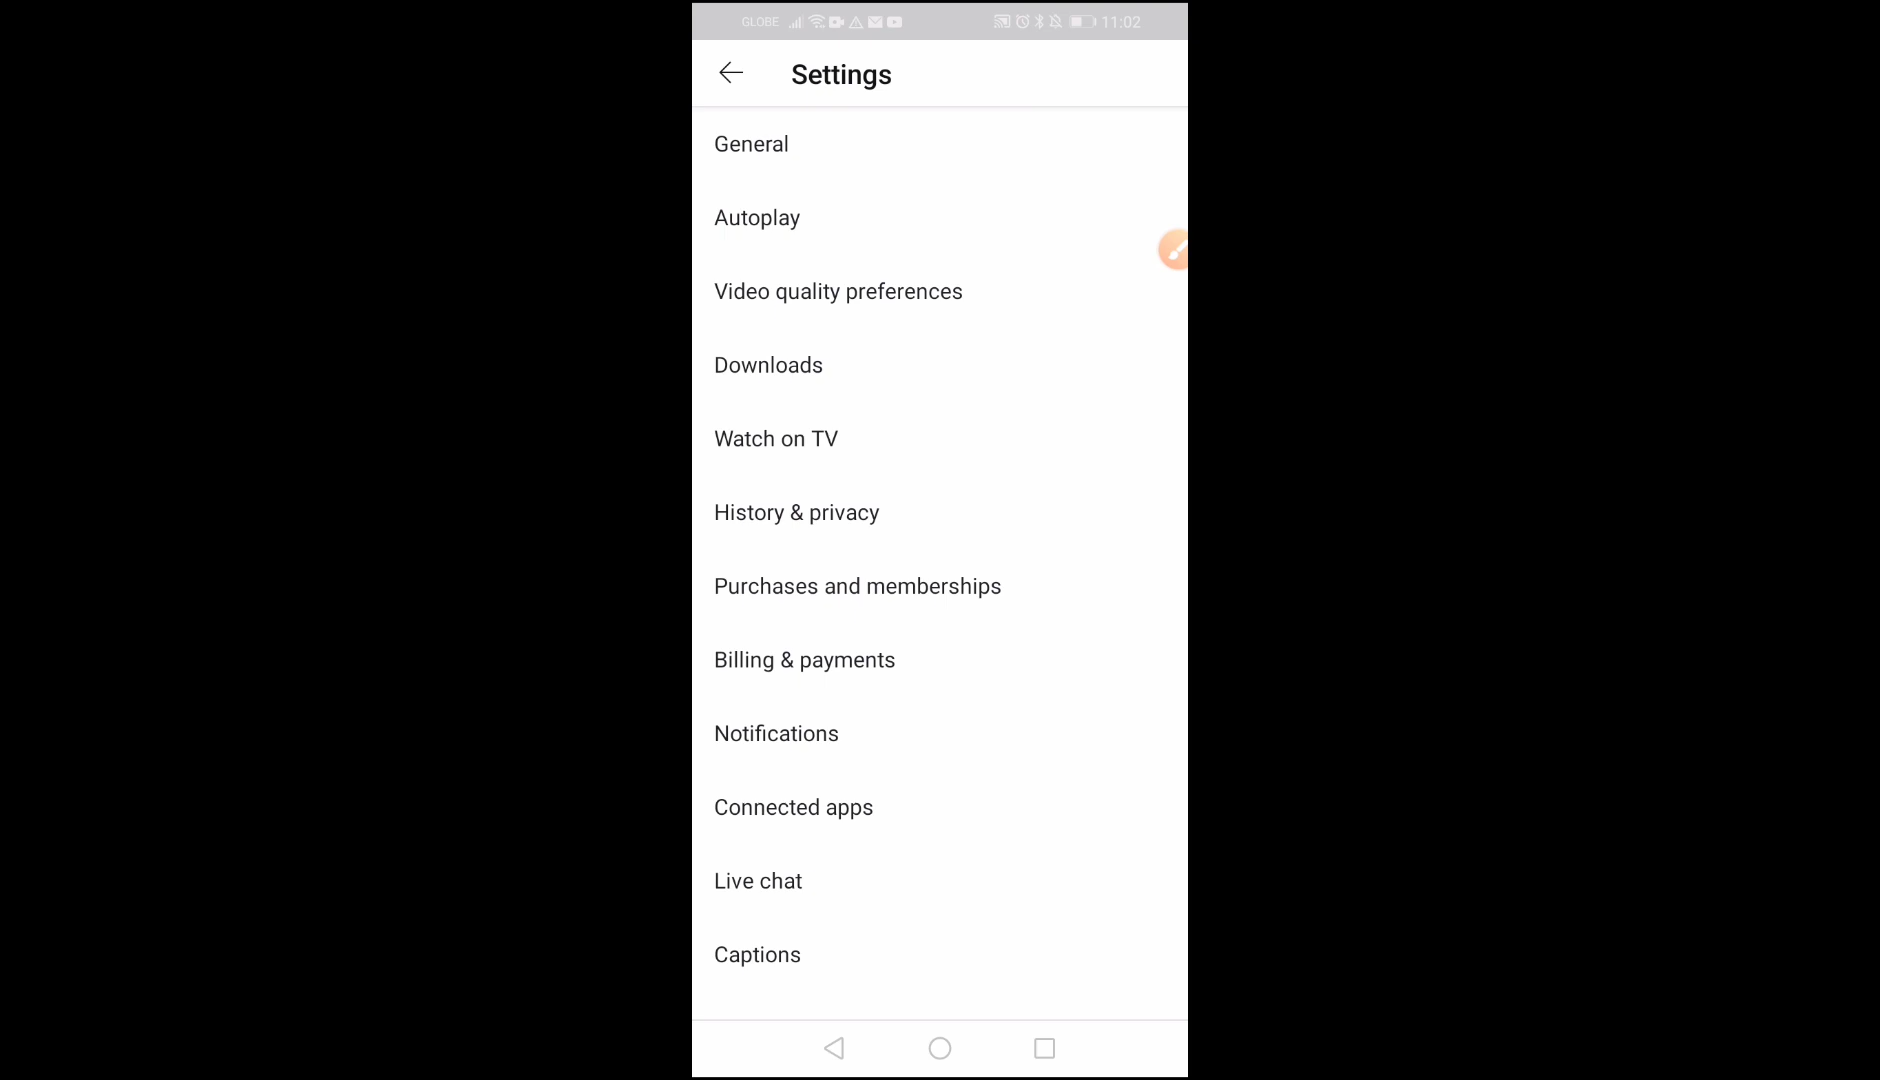 GLOBE 11:02
Settings
General
Autoplay
Video quality preferences
Downloads
Watch on TV
History & privacy
Purchases and memberships
Billing & payments
Notifications
Connected apps
Live chat
Captions